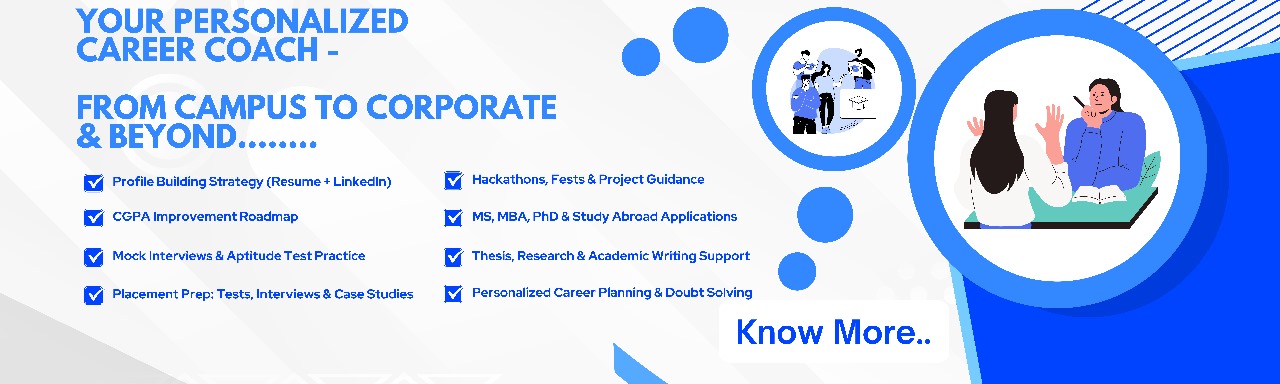 YOUR PERSONALIZED
CAREER COACH -
FROM CAMPUS TO CORPORATE
& BEYOND........
Profile Building Strategy (Resume + LinkedIn)
CGPA Improvement Roadmap
Mock Interviews & Aptitude Test Practice
Placement Prep: Tests, Interviews & Case Studies
Hackathons, Fests & Project Guidance
MS, MBA, PhD & Study Abroad Applications
Thesis, Research & Academic Writing Support
Personalized Career Planning & Doubt Solving
Know More..